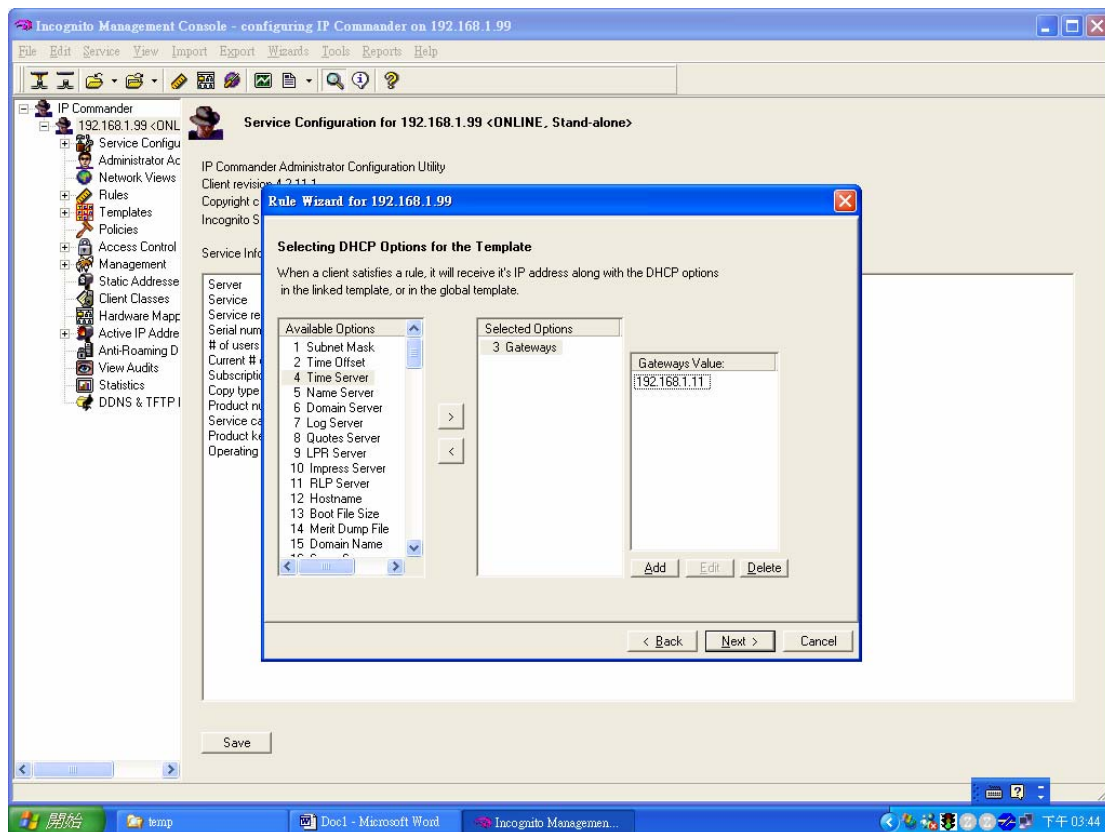 Incognito Management Console - configuring IP Commander on 192.168.1.99
File Edit Service View Import Export Wizards Tools Reports Help
IP Commander
192.168.1.99 <ONL
Service Configu
Administrator Ac
Network Views
Rules
Templates
Policies
Access Control
Management
Static Addresse
Client Classes
Hardware Mapp
Active IP Addre
Anti-Roaming D
View Audits
Statistics
DDNS & TFTP I
Service Configuration for 192.168.1.99 <ONLINE, Stand-alone>
IP Commander Administrator Configuration Utility
Client revision 4.2.11.1
Copyright c
Incognito S
Service Info
Server
Service
Service re
Serial num
# of users
Current #
Subscriptio
Copy type
Product nu
Service ca
Product ke
Operating
Rule Wizard for 192.168.1.99
Selecting DHCP Options for the Template
When a client satisfies a rule, it will receive it's IP address along with the DHCP options
in the linked template, or in the global template.
Available Options
1 Subnet Mask
2 Time Offset
4 Time Server
5 Name Server
6 Domain Server
7 Log Server
8 Quotes Server
9 LPR Server
10 Impress Server
11 RLP Server
12 Hostname
13 Boot File Size
14 Merit Dump File
15 Domain Name
>
<
Selected Options
3 Gateways
Gateways Value:
192.168.1.11
Add Edit Delete
< Back Next > Cancel
Save
開始 temp Doc1 - Microsoft Word Incognito Managemen... 下午 03:44